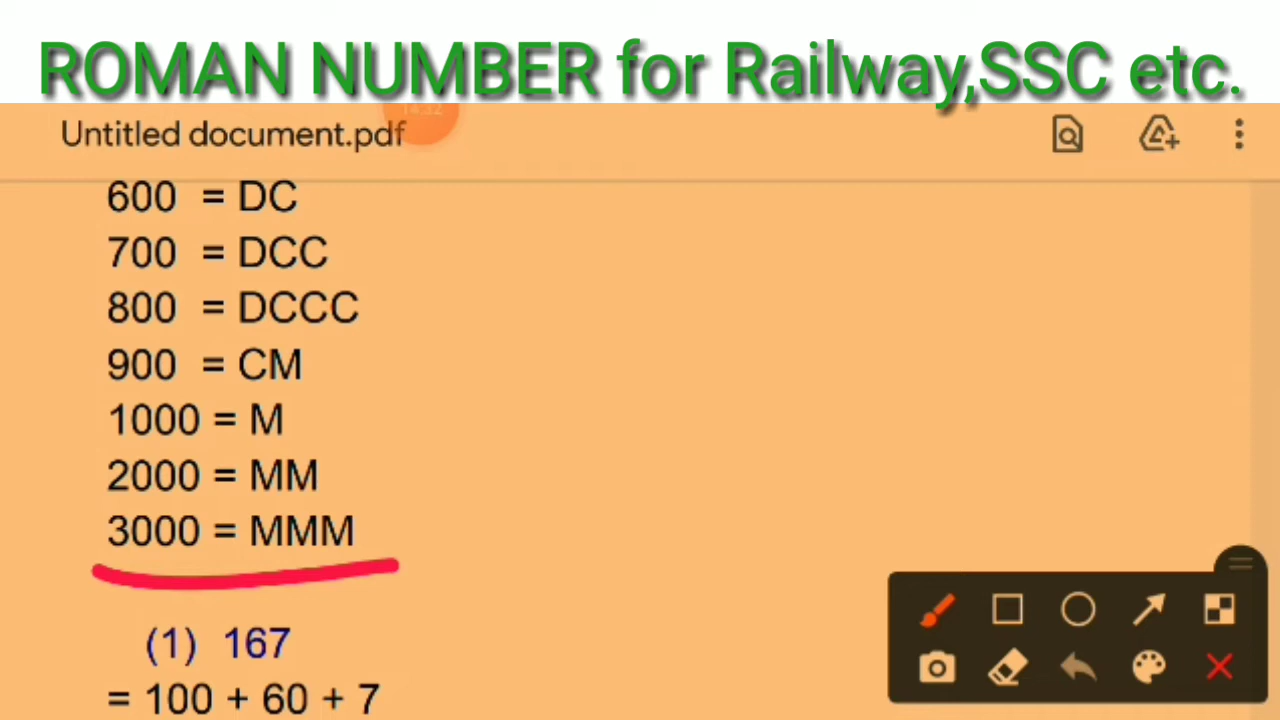 ROMAN NUMBER for Railway,SSC etc.
Untitled document.pdf
600 = DC
700 = DCC
800 = DCCC
900 = CM
1000 = M
2000 = MM
3000 = MMM
(1) 167
= 100 + 60 + 7